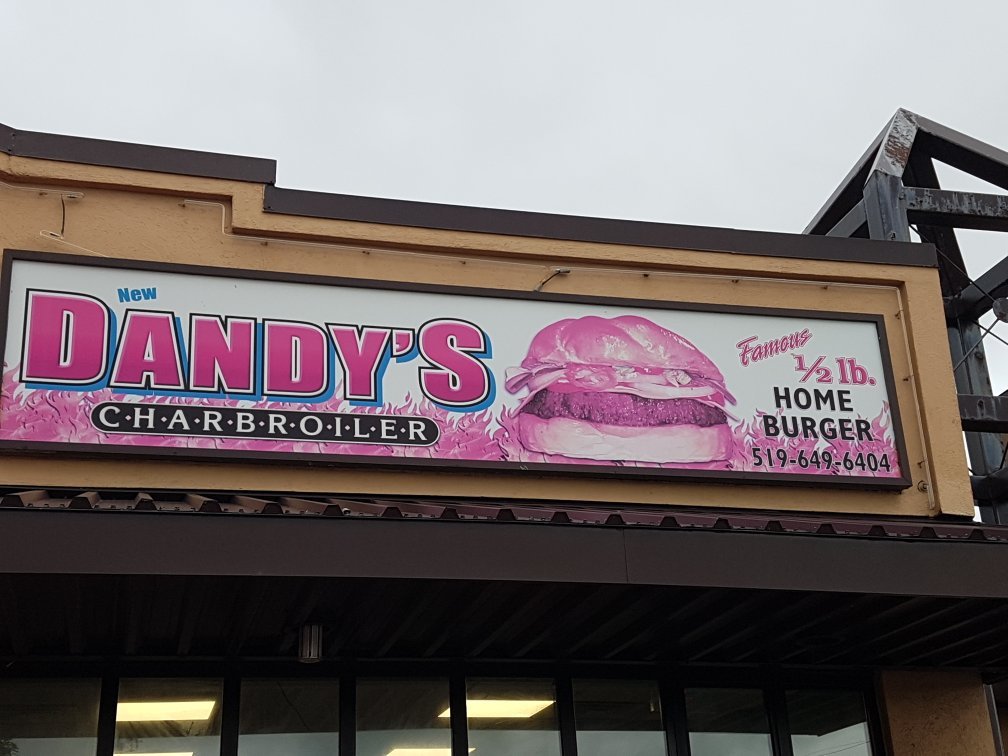 New
DANDY'S
C·H·A·R·B·R·O·I·L·E·R
Famous
½ lb.
HOME
BURGER
519-649-6404